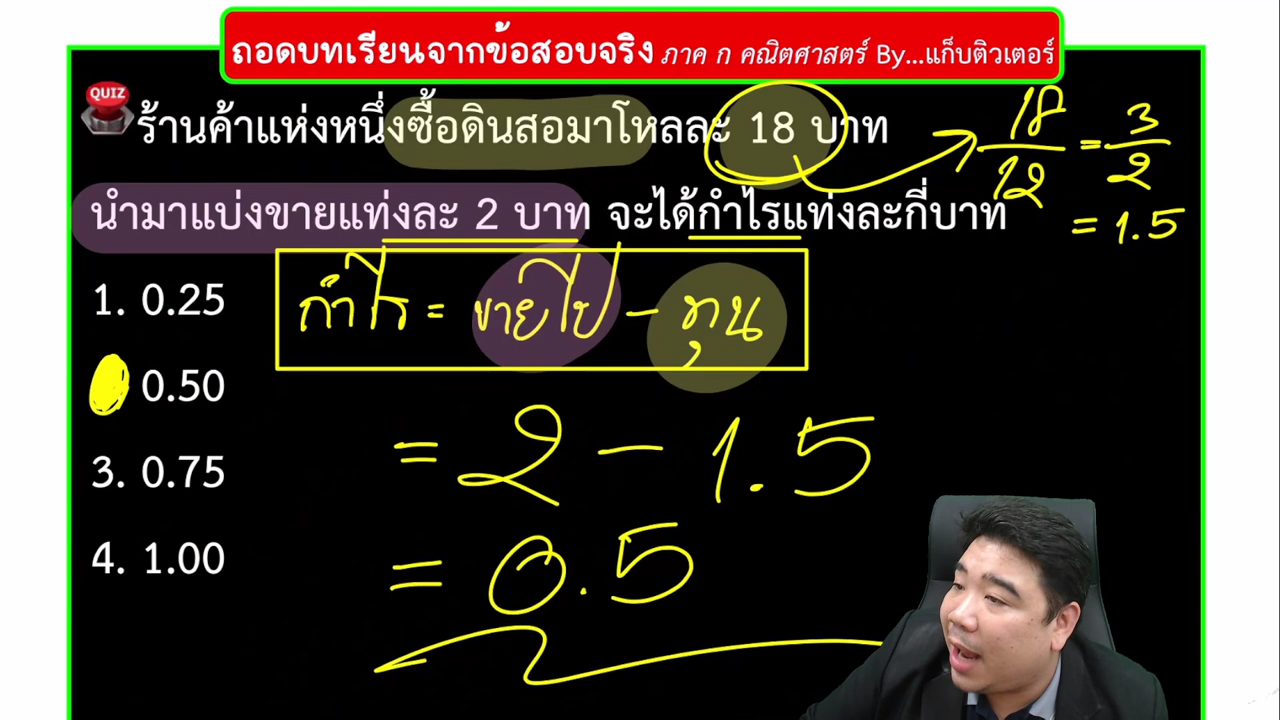 ถอดบทเรียนจากข้อสอบจริง ภาค ก คณิตศาสตร์ By...แก็บติวเตอร์
QUIZ
ร้านค้าแห่งหนึ่งซื้อดินสอมาโหลละ 18 บาท
18/12 = 3/2
นำมาแบ่งขายแท่งละ 2 บาท จะได้กำไรแท่งละกี่บาท
= 1.5
1. 0.25
กำไร = ขายไป - ทุน
0.50
= 2 - 1.5
3. 0.75
= 0.5
4. 1.00